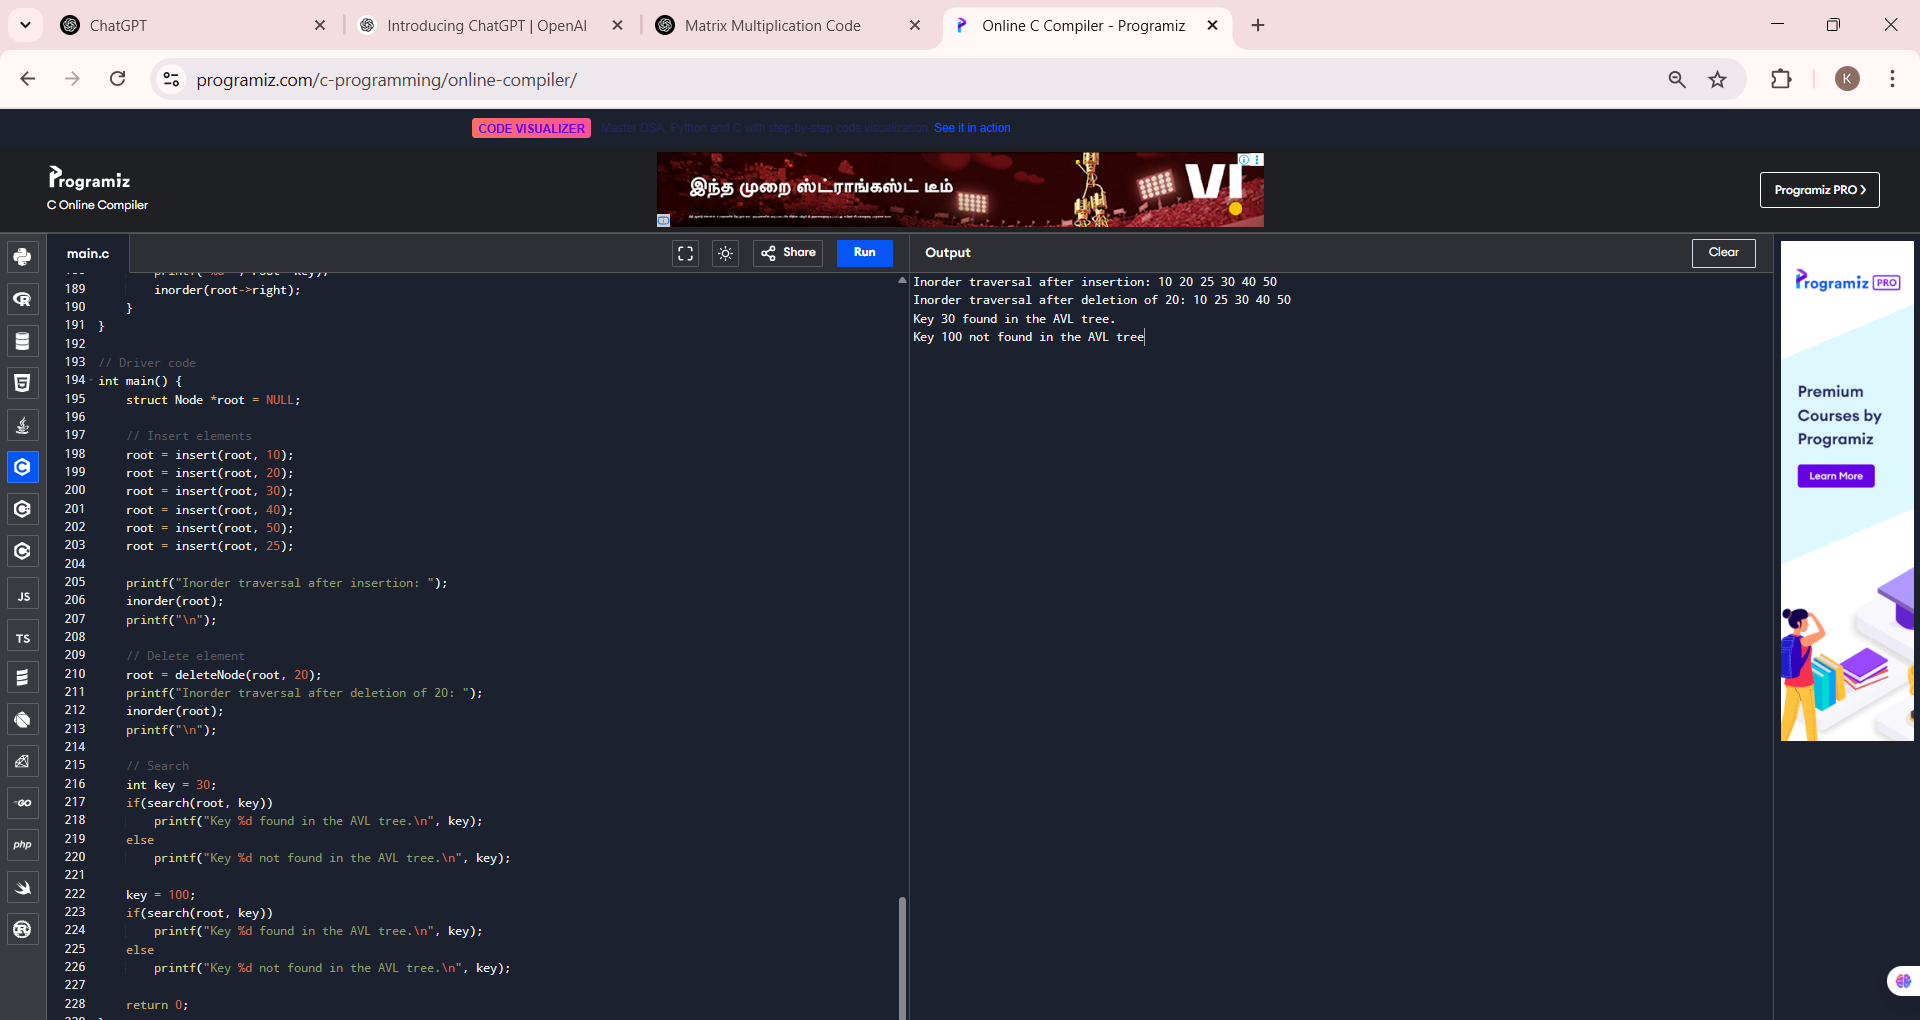 ChatGPT
Introducing ChatGPT | OpenAI
Matrix Multiplication Code
Online C Compiler - Programiz
programiz.com/c-programming/online-compiler/
K
CODE VISUALIZER Master DSA, Python and C with step-by-step code visualization. See it in action
Programiz
C Online Compiler
இந்த முறை ஸ்ட்ராங்கஸ்ட் டீம்
VI
Programiz PRO
main.c
Share
Run
Output
Clear
189 inorder(root->right);
190 }
191 }
192
193 // Driver code
194 int main() {
195 struct Node *root = NULL;
196
197 // Insert elements
198 root = insert(root, 10);
199 root = insert(root, 20);
200 root = insert(root, 30);
201 root = insert(root, 40);
202 root = insert(root, 50);
203 root = insert(root, 25);
204
205 printf("Inorder traversal after insertion: ");
206 inorder(root);
207 printf("\n");
208
209 // Delete element
210 root = deleteNode(root, 20);
211 printf("Inorder traversal after deletion of 20: ");
212 inorder(root);
213 printf("\n");
214
215 // Search
216 int key = 30;
217 if(search(root, key))
218 printf("Key %d found in the AVL tree.\n", key);
219 else
220 printf("Key %d not found in the AVL tree.\n", key);
221
222 key = 100;
223 if(search(root, key))
224 printf("Key %d found in the AVL tree.\n", key);
225 else
226 printf("Key %d not found in the AVL tree.\n", key);
227
228 return 0;
Inorder traversal after insertion: 10 20 25 30 40 50
Inorder traversal after deletion of 20: 10 25 30 40 50
Key 30 found in the AVL tree.
Key 100 not found in the AVL tree
JS
TS
GO
php
Programiz PRO
Premium
Courses by
Programiz
Learn More